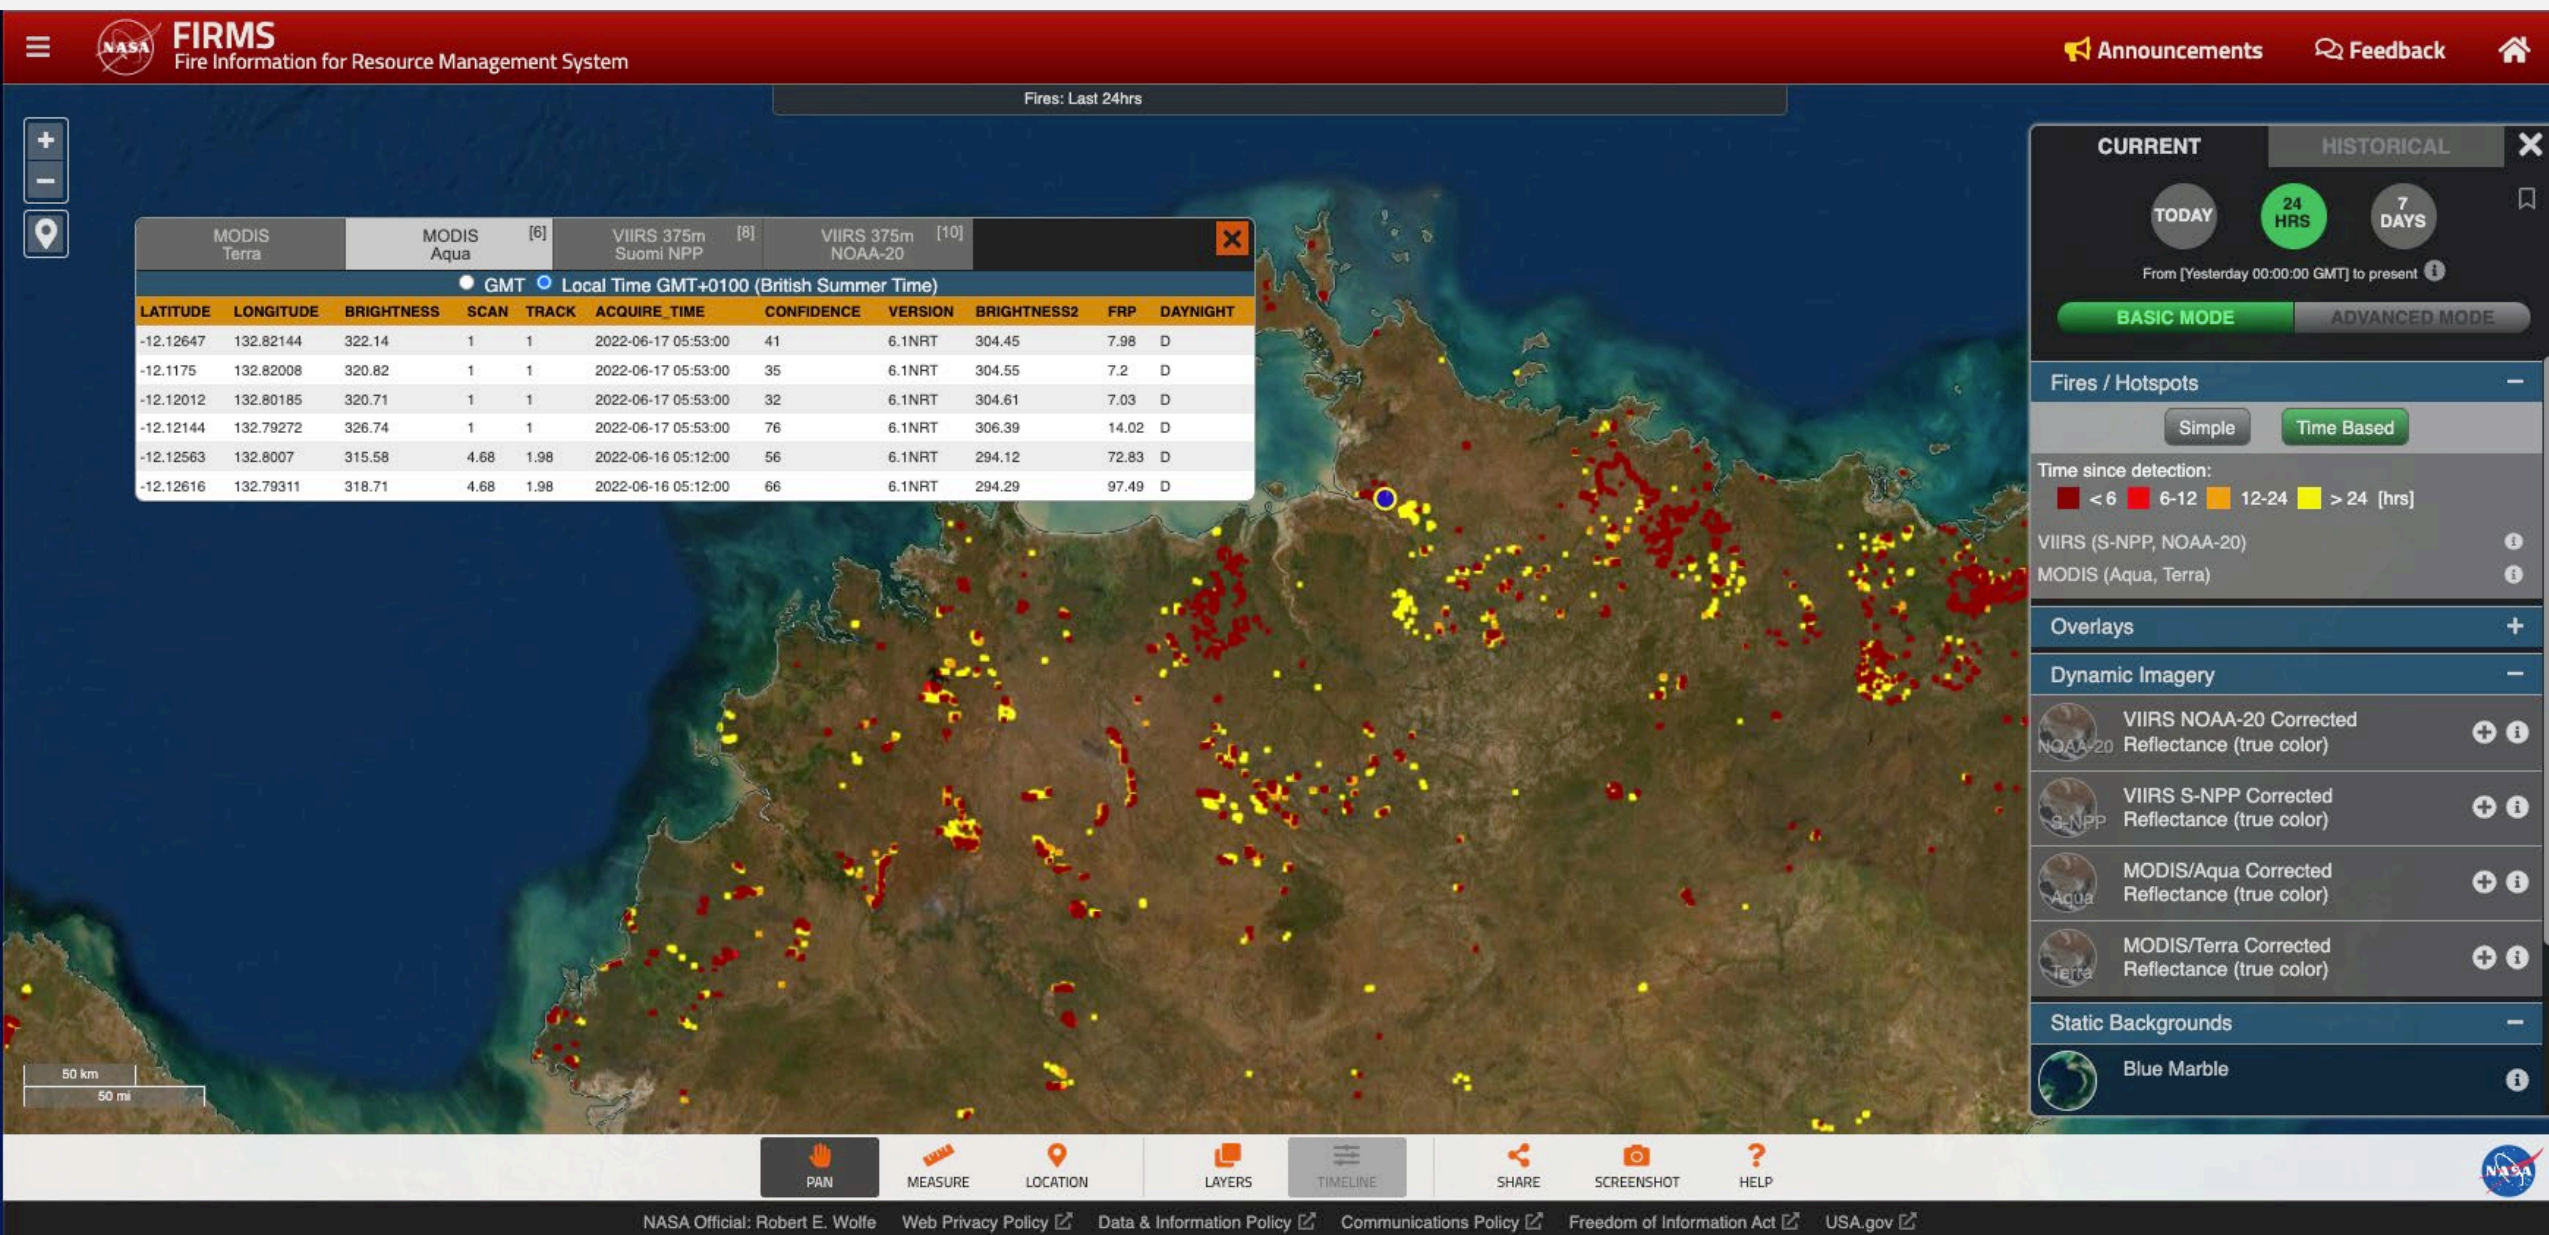 NASA
FIRMS
Fire Information for Resource Management System
Announcements
Feedback
Fires: Last 24hrs
+
−
MODIS Terra
MODIS Aqua [6]
VIIRS 375m Suomi NPP [8]
VIIRS 375m NOAA-20 [10]
GMT Local Time GMT+0100 (British Summer Time)
LATITUDE LONGITUDE BRIGHTNESS SCAN TRACK ACQUIRE_TIME CONFIDENCE VERSION BRIGHTNESS2 FRP DAYNIGHT
-12.12647 132.82144 322.14 1 1 2022-06-17 05:53:00 41 6.1NRT 304.45 7.98 D
-12.1175 132.82008 320.82 1 1 2022-06-17 05:53:00 35 6.1NRT 304.55 7.2 D
-12.12012 132.80185 320.71 1 1 2022-06-17 05:53:00 32 6.1NRT 304.61 7.03 D
-12.12144 132.79272 326.74 1 1 2022-06-17 05:53:00 76 6.1NRT 306.39 14.02 D
-12.12563 132.8007 315.58 4.68 1.98 2022-06-16 05:12:00 56 6.1NRT 294.12 72.83 D
-12.12616 132.79311 318.71 4.68 1.98 2022-06-16 05:12:00 66 6.1NRT 294.29 97.49 D
CURRENT HISTORICAL
TODAY
24 HRS
7 DAYS
From [Yesterday 00:00:00 GMT] to present
BASIC MODE ADVANCED MODE
Fires / Hotspots
Simple Time Based
Time since detection:
< 6 6-12 12-24 > 24 [hrs]
VIIRS (S-NPP, NOAA-20)
MODIS (Aqua, Terra)
Overlays
Dynamic Imagery
NOAA-20
VIIRS NOAA-20 Corrected
Reflectance (true color)
S-NPP
VIIRS S-NPP Corrected
Reflectance (true color)
Aqua
MODIS/Aqua Corrected
Reflectance (true color)
Terra
MODIS/Terra Corrected
Reflectance (true color)
Static Backgrounds
Blue Marble
50 km
50 mi
PAN MEASURE LOCATION LAYERS TIMELINE SHARE SCREENSHOT HELP
NASA
NASA Official: Robert E. Wolfe Web Privacy Policy Data & Information Policy Communications Policy Freedom of Information Act USA.gov